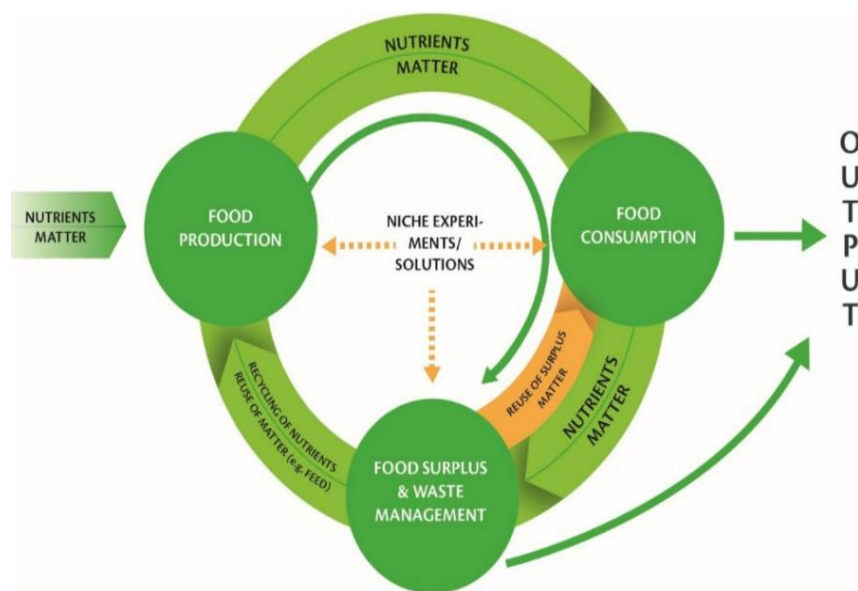 NUTRIENTS
MATTER
NUTRIENTS
MATTER
FOOD
PRODUCTION
NICHE EXPERI-
MENTS/
SOLUTIONS
FOOD
CONSUMPTION
OUTPUT
RECYCLING OF NUTRIENTS
REUSE OF MATTER (e.g. FEED)
REUSE OF SURPLUS
MATTER
NUTRIENTS
MATTER
FOOD SURPLUS
& WASTE
MANAGEMENT